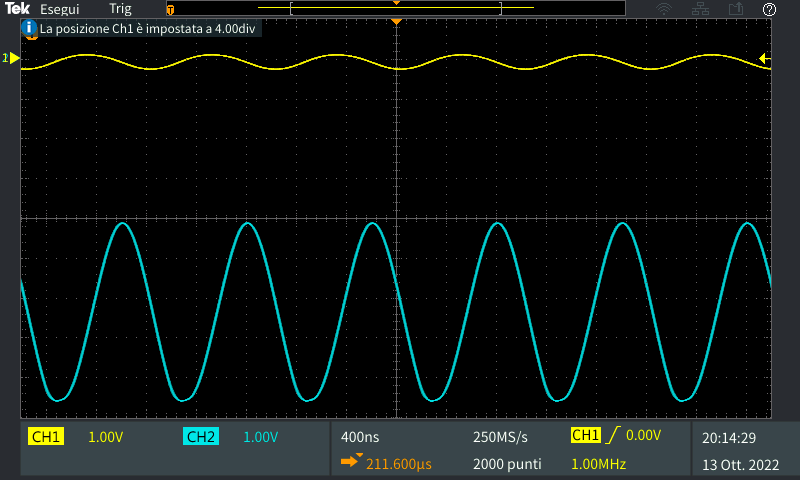 Tek Esegui Trig T
i La posizione Ch1 è impostata a 4.00div
1
CH1 1.00V CH2 1.00V 400ns 250MS/s CH1 0.00V 20:14:29
211.600µs 2000 punti 1.00MHz 13 Ott. 2022